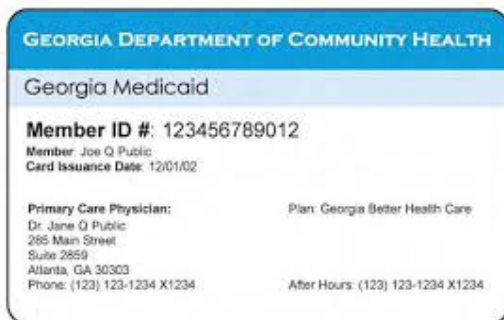 GEORGIA DEPARTMENT OF COMMUNITY HEALTH
Georgia Medicaid
Member ID #: 123456789012
Member: Joe Q Public
Card Issuance Date: 12/01/02
Primary Care Physician:
Dr. Jane Q Public
285 Main Street
Suite 2859
Atlanta, GA 30303
Phone: (123) 123-1234 X1234
Plan: Georgia Better Health Care
After Hours: (123) 123-1234 X1234